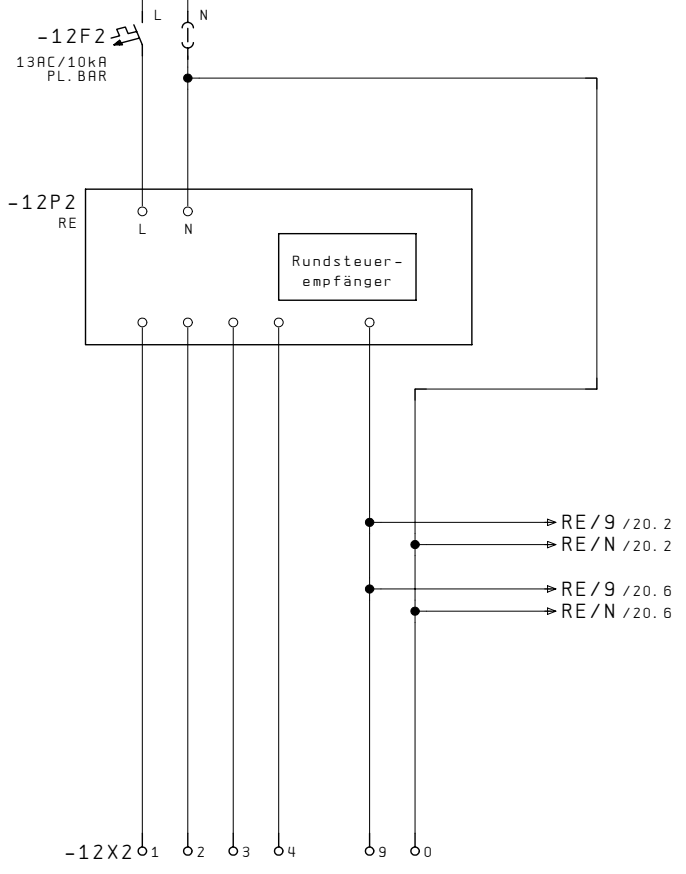 L N
-12F2
13AC/10kA
PL.BAR
-12P2
RE
L N
Rundsteuer-
empfänger
RE/9 /20.2
RE/N /20.2
RE/9 /20.6
RE/N /20.6
-12X2 1 2 3 4 9 0